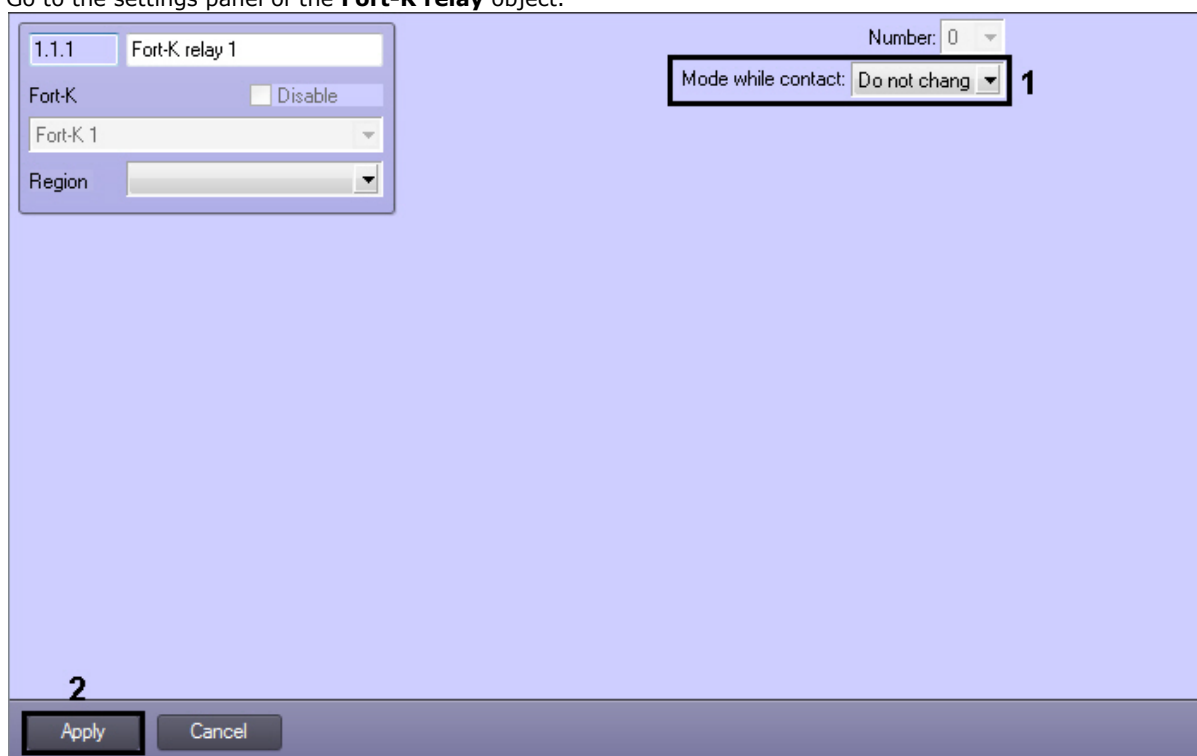 Go to the settings panel of the Fort-K relay object.
1.1.1 Fort-K relay 1
Number: 0
Mode while contact: Do not chang 1
Fort-K Disable
Fort-K 1
Region
2
Apply Cancel